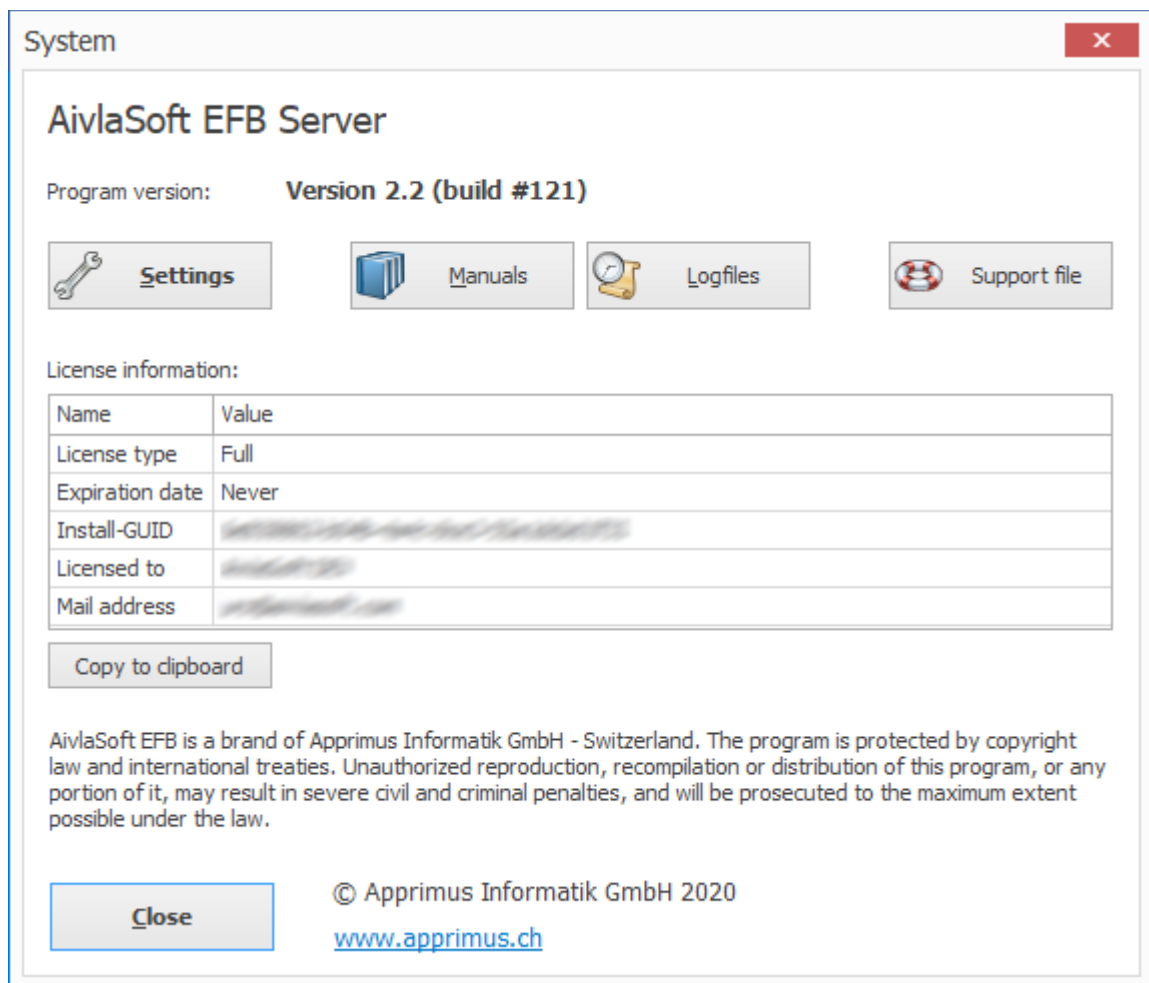 System
AivlaSoft EFB Server
Program version: Version 2.2 (build #121)
Settings Manuals Logfiles Support file
License information:
Name Value
License type Full
Expiration date Never
Install-GUID
Licensed to
Mail address
Copy to clipboard
AivlaSoft EFB is a brand of Apprimus Informatik GmbH - Switzerland. The program is protected by copyright
law and international treaties. Unauthorized reproduction, recompilation or distribution of this program, or any
portion of it, may result in severe civil and criminal penalties, and will be prosecuted to the maximum extent
possible under the law.
© Apprimus Informatik GmbH 2020
Close
www.apprimus.ch